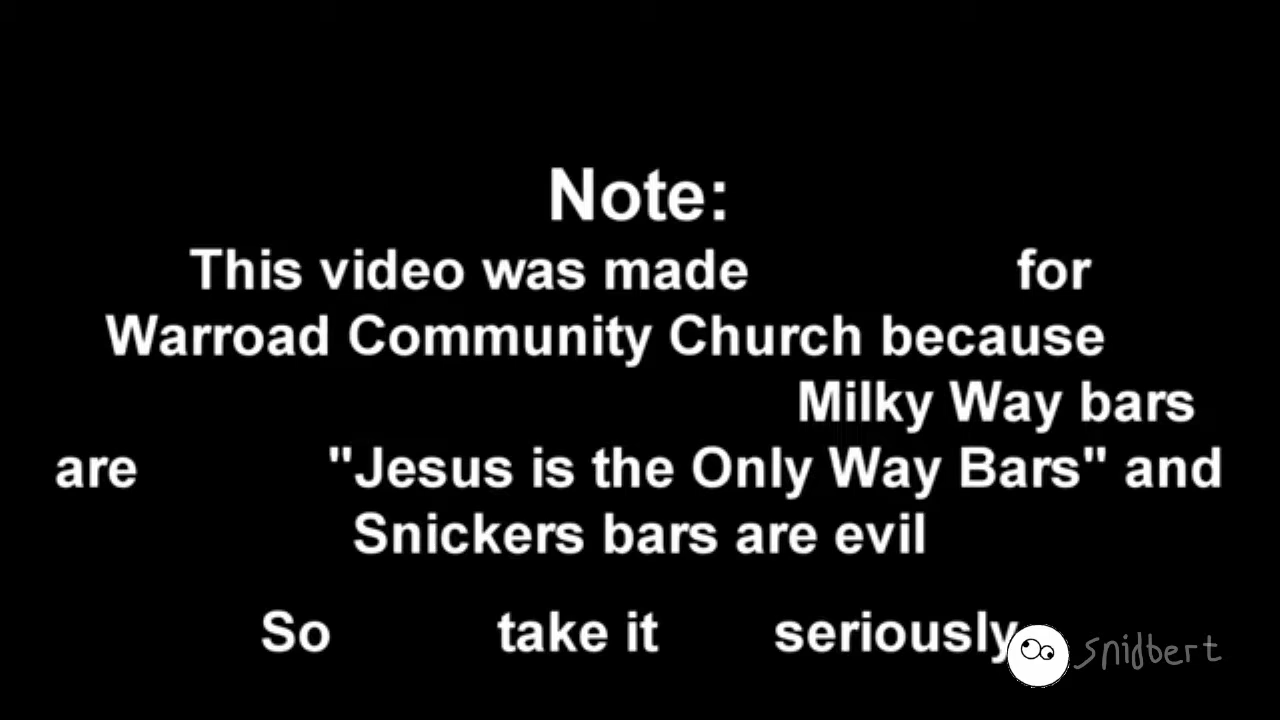 Note:
This video was made for
Warroad Community Church because
Milky Way bars
are "Jesus is the Only Way Bars" and
Snickers bars are evil
So take it seriously
snidbert